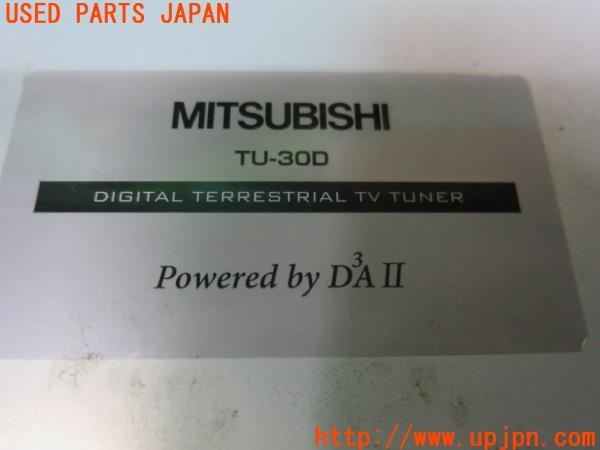 USED PARTS JAPAN
MITSUBISHI
TU-30D
DIGITAL TERRESTRIAL TV TUNER
Powered by D³A II
http://www.upjpn.com/